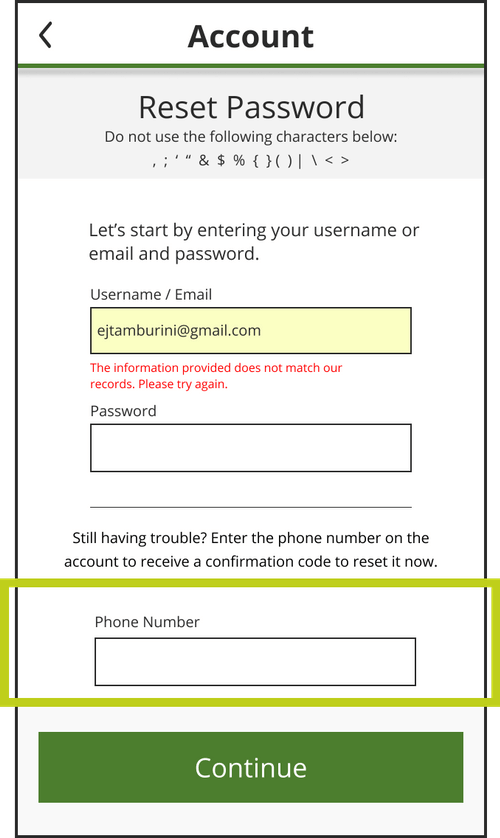 Account
Reset Password
Do not use the following characters below:
, ; ‘ “ & $ % { }( )| \ < >
Let’s start by entering your username or
email and password.
Username / Email
ejtamburini@gmail.com
The information provided does not match our
records. Please try again.
Password
Still having trouble? Enter the phone number on the
account to receive a confirmation code to reset it now.
Phone Number
Continue